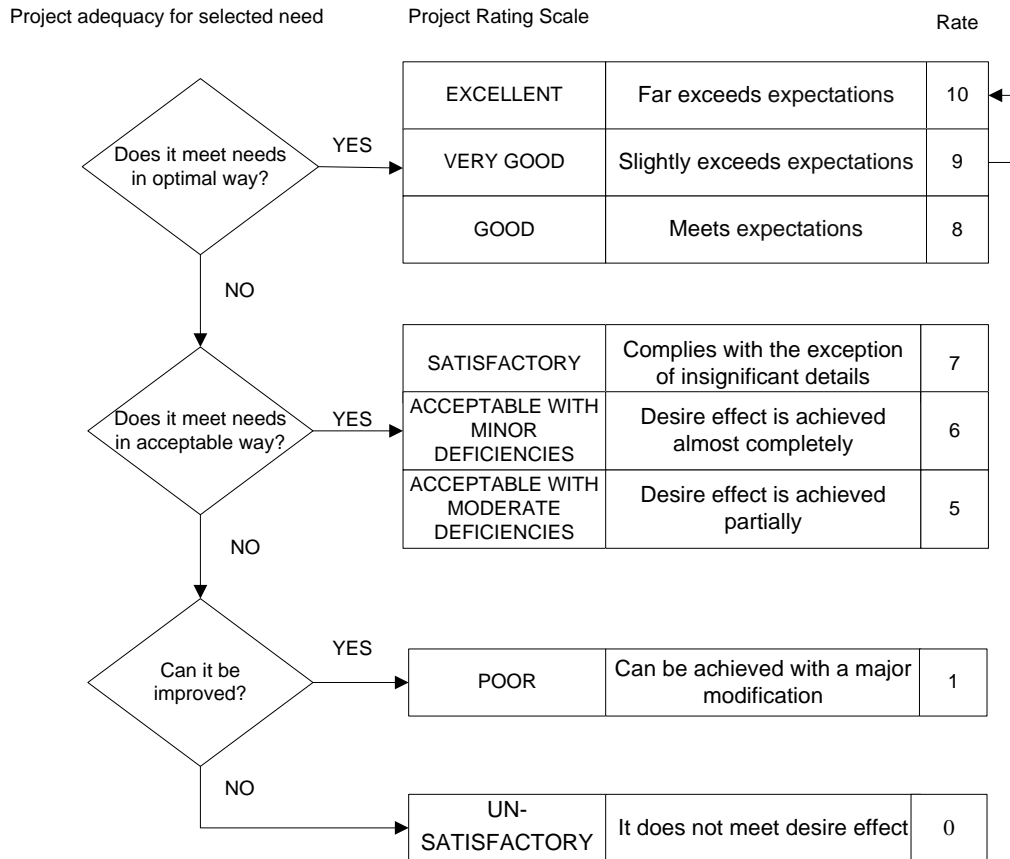 Project adequacy for selected need
Project Rating Scale
Rate
Does it meet needs
in optimal way?
YES
EXCELLENT
Far exceeds expectations
10
VERY GOOD
Slightly exceeds expectations
9
GOOD
Meets expectations
8
NO
Does it meet needs
in acceptable way?
YES
SATISFACTORY
Complies with the exception
of insignificant details
7
ACCEPTABLE WITH
MINOR
DEFICIENCIES
Desire effect is achieved
almost completely
6
ACCEPTABLE WITH
MODERATE
DEFICIENCIES
Desire effect is achieved
partially
5
NO
Can it be
improved?
YES
POOR
Can be achieved with a major
modification
1
NO
UN-
SATISFACTORY
It does not meet desire effect
0